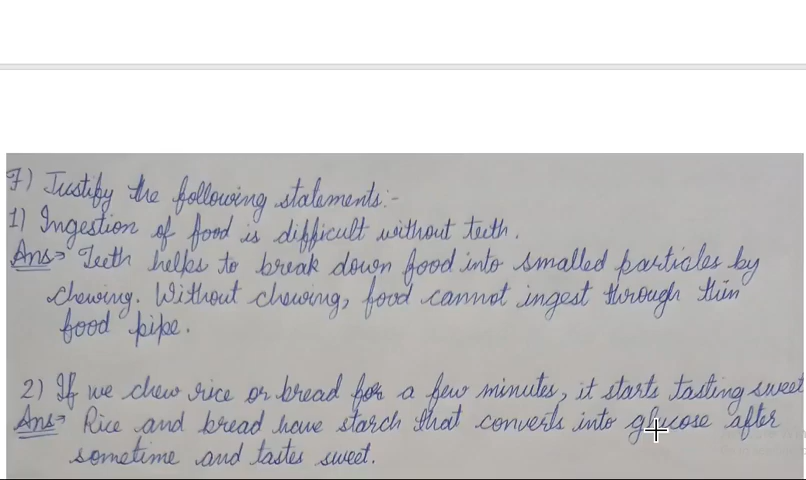 7) Justify the following statements:-
1) Ingestion of food is difficult without teeth.
Ans→ Teeth helps to break down food into smalled particles by
chewing. Without chewing, food cannot ingest through thin
food pipe.
2) If we chew rice or bread for a few minutes, it starts tasting sweet
Ans→ Rice and bread have starch that converts into glucose after
sometime and tastes sweet.